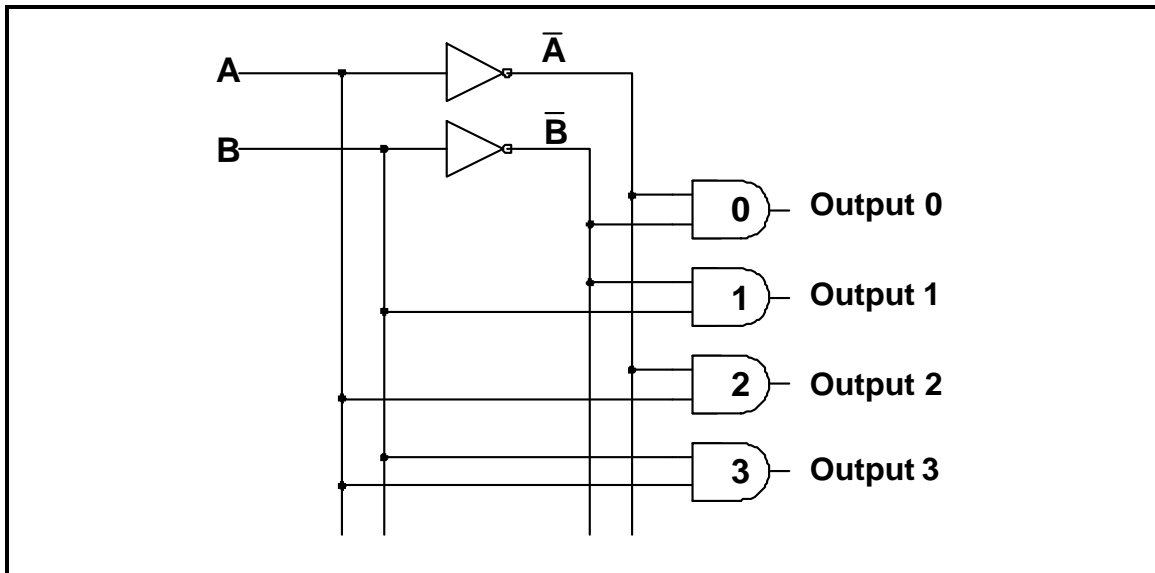 A
A̅
B
B̅
0 Output 0
1 Output 1
2 Output 2
3 Output 3